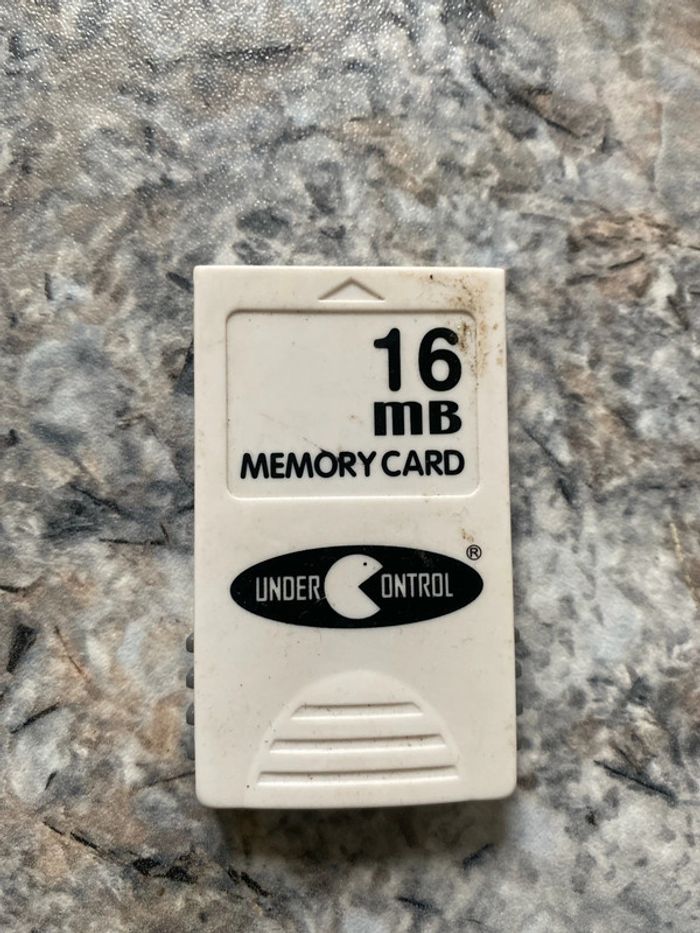 16
mB
MEMORY CARD
UNDER CONTROL ®